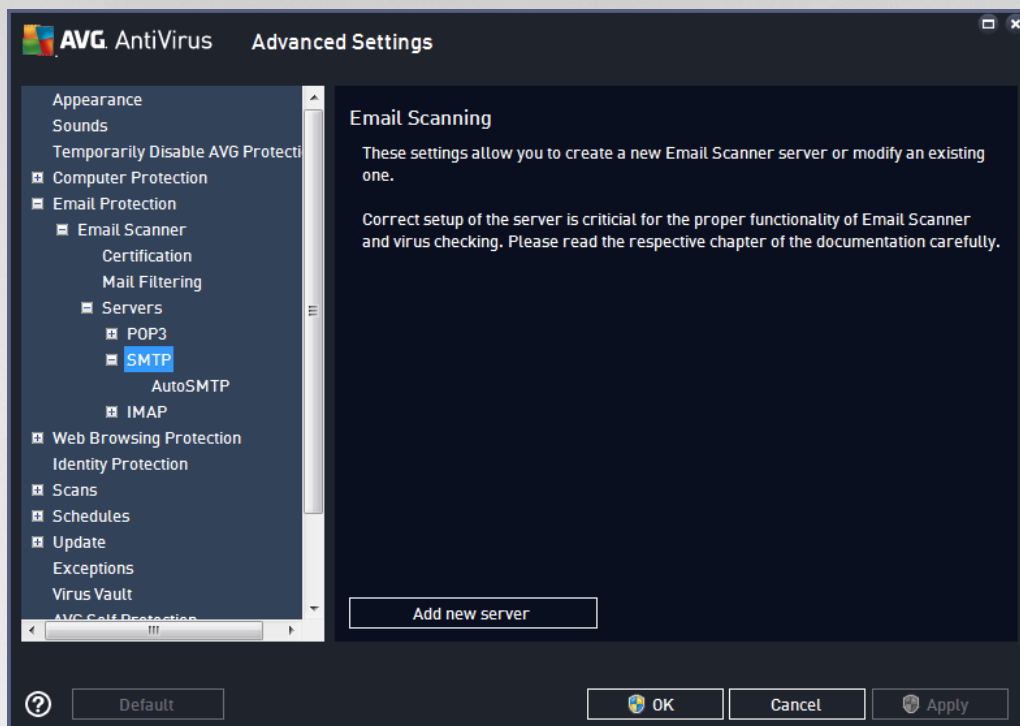 AVG. AntiVirus Advanced Settings
Appearance
Sounds
Temporarily Disable AVG Protecti
Computer Protection
Email Protection
Email Scanner
Certification
Mail Filtering
Servers
POP3
SMTP
AutoSMTP
IMAP
Web Browsing Protection
Identity Protection
Scans
Schedules
Update
Exceptions
Virus Vault
AVG Self Protection
Email Scanning
These settings allow you to create a new Email Scanner server or modify an existing
one.
Correct setup of the server is criticial for the proper functionality of Email Scanner
and virus checking. Please read the respective chapter of the documentation carefully.
Add new server
Default
OK
Cancel
Apply